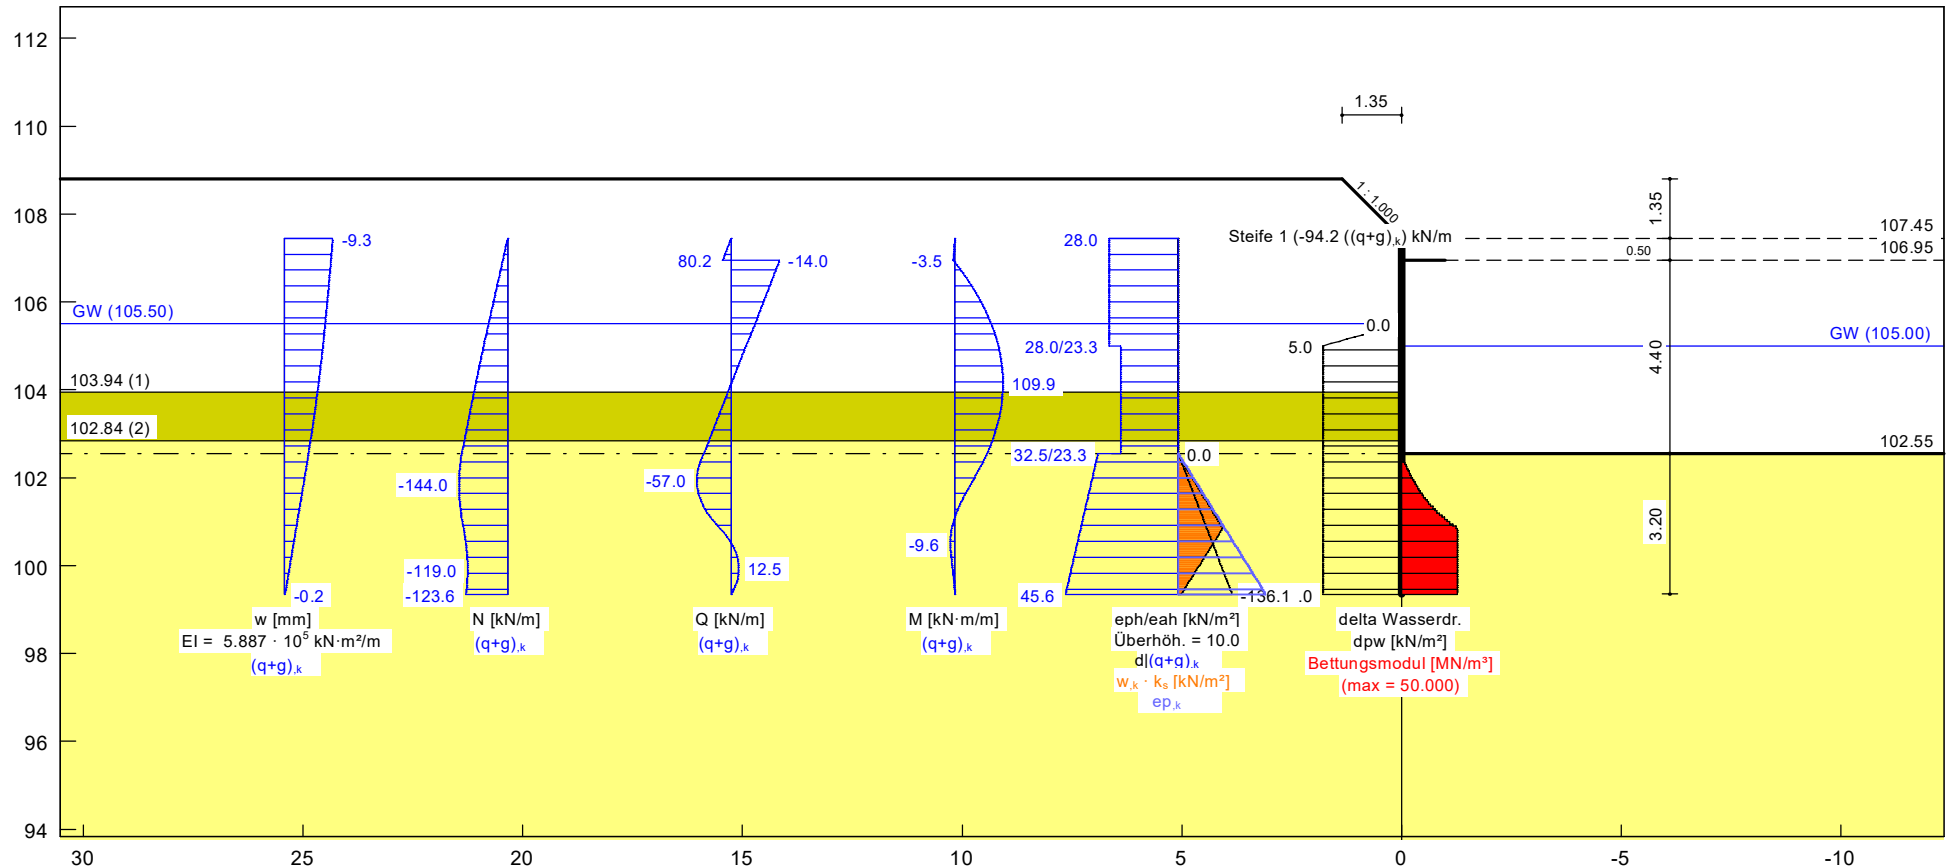 112
110
108
106
104
102
100
98
96
94
30
25
20
15
10
5
0
-5
-10
1.35
1 : 1.000
Steife 1 (-94.2 ((q+g),k) kN/m
107.45
106.95
0.50
1.35
4.40
3.20
GW (105.50)
GW (105.00)
103.94 (1)
102.84 (2)
102.55
-9.3
-0.2
w [mm]
EI = 5.887 · 10⁵ kN·m²/m
(q+g),k
-144.0
-119.0
-123.6
N [kN/m]
(q+g),k
80.2
-14.0
-57.0
12.5
Q [kN/m]
(q+g),k
-3.5
109.9
-9.6
M [kN·m/m]
(q+g),k
28.0
28.0/23.3
32.5/23.3
0.0
45.6
-136.1
.0
eph/eah [kN/m²]
Überhöh. = 10.0
(q+g),k
w,k · ks [kN/m²]
ep,k
0.0
5.0
delta Wasserdr.
dpw [kN/m²]
Bettungsmodul [MN/m³]
(max = 50.000)